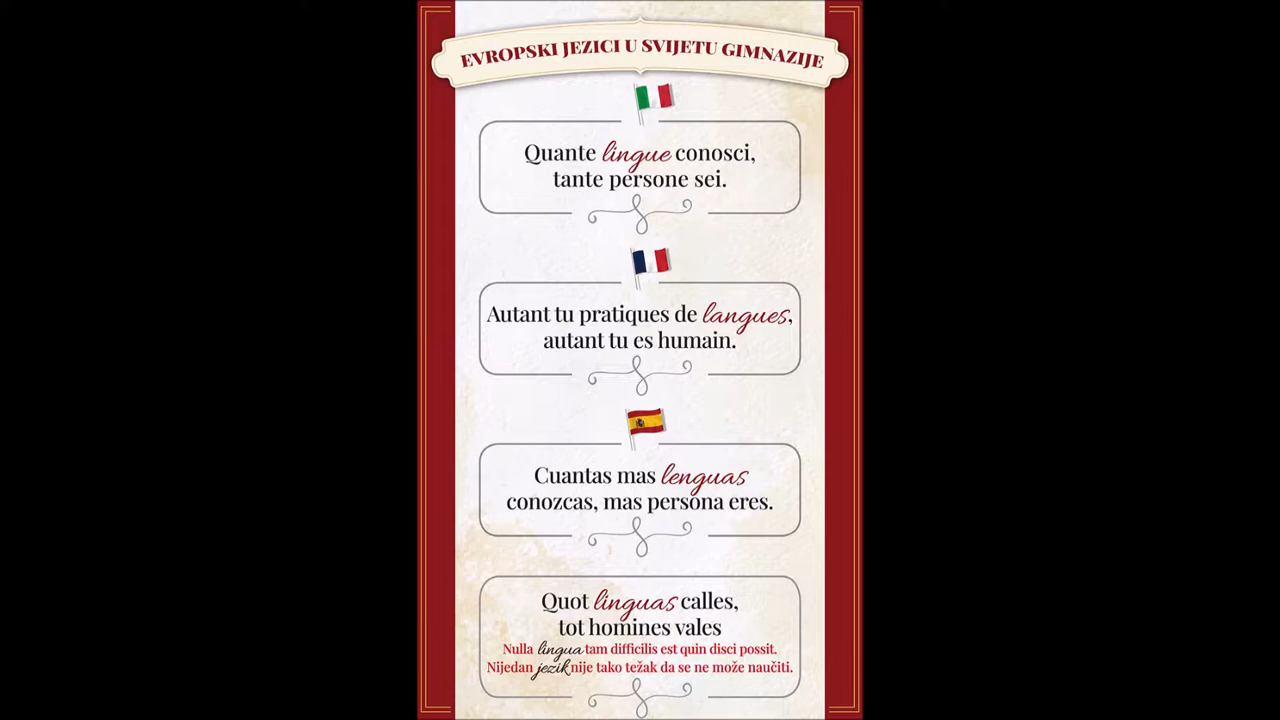 EVROPSKI JEZICI U SVIJETU GIMNAZIJE
Quante lingue conosci,
tante persone sei.
Autant tu pratiques de langues,
autant tu es humain.
Cuantas mas lenguas
conozcas, mas persona eres.
Quot linguas calles,
tot homines vales
Nulla lingua tam difficilis est quin disci possit.
Nijedan jezik nije tako težak da se ne može naučiti.